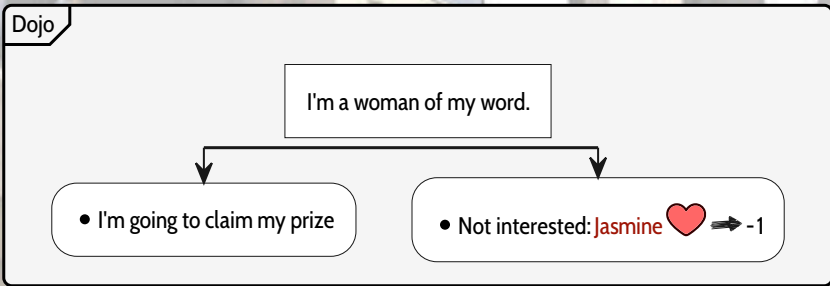 Dojo
I'm a woman of my word.
• I'm going to claim my prize
• Not interested: Jasmine -1